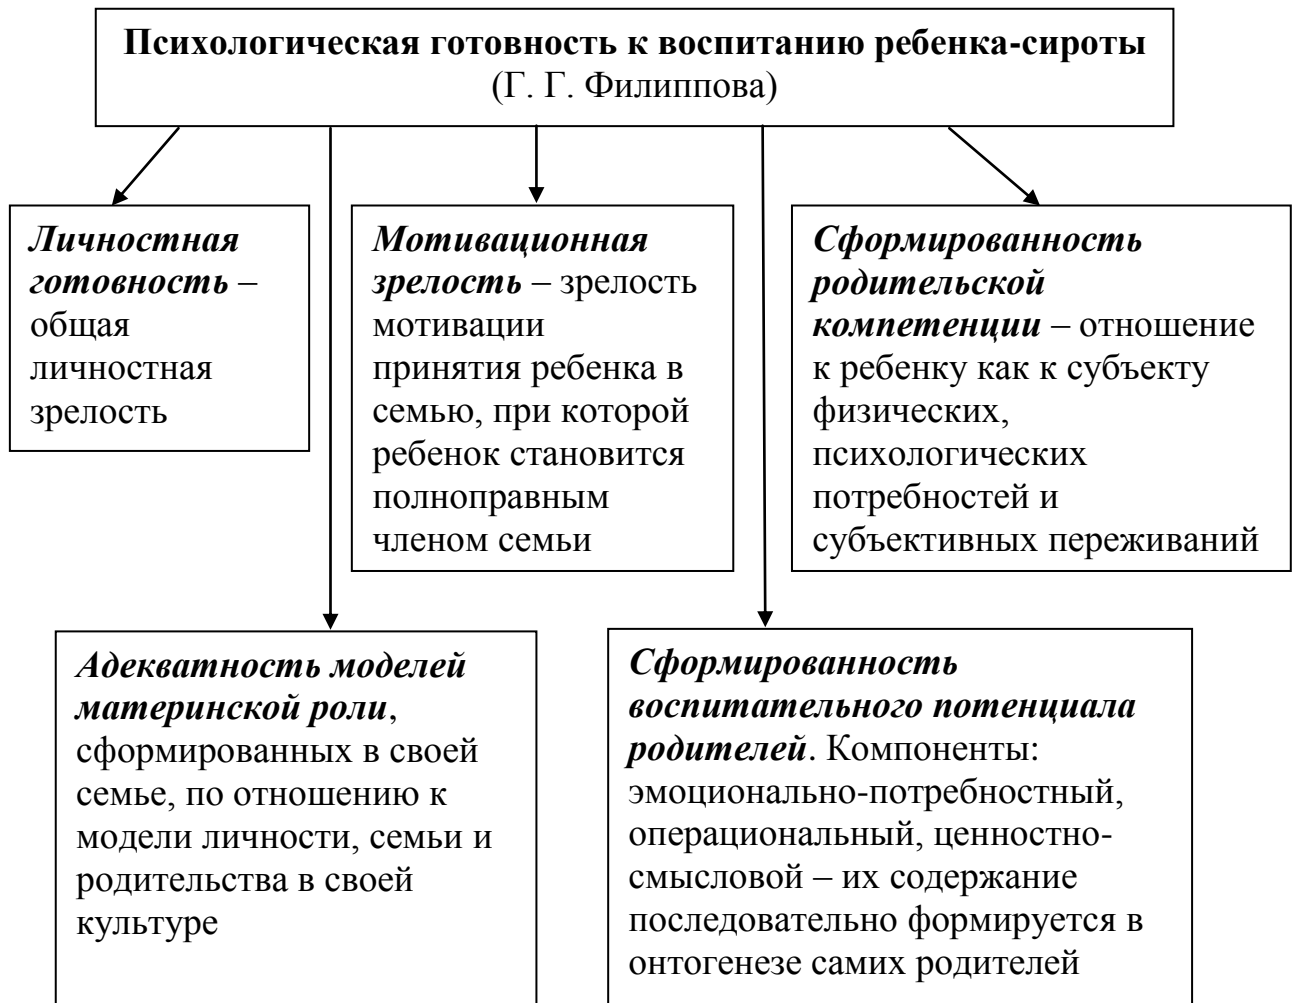 Психологическая готовность к воспитанию ребенка-сироты
(Г. Г. Филиппова)
Личностная
готовность –
общая
личностная
зрелость
Мотивационная
зрелость – зрелость
мотивации
принятия ребенка в
семью, при которой
ребенок становится
полноправным
членом семьи
Сформированность
родительской
компетенции – отношение
к ребенку как к субъекту
физических,
психологических
потребностей и
субъективных переживаний
Адекватность моделей
материнской роли,
сформированных в своей
семье, по отношению к
модели личности, семьи и
родительства в своей
культуре
Сформированность
воспитательного потенциала
родителей. Компоненты:
эмоционально-потребностный,
операциональный, ценностно-
смысловой – их содержание
последовательно формируется в
онтогенезе самих родителей